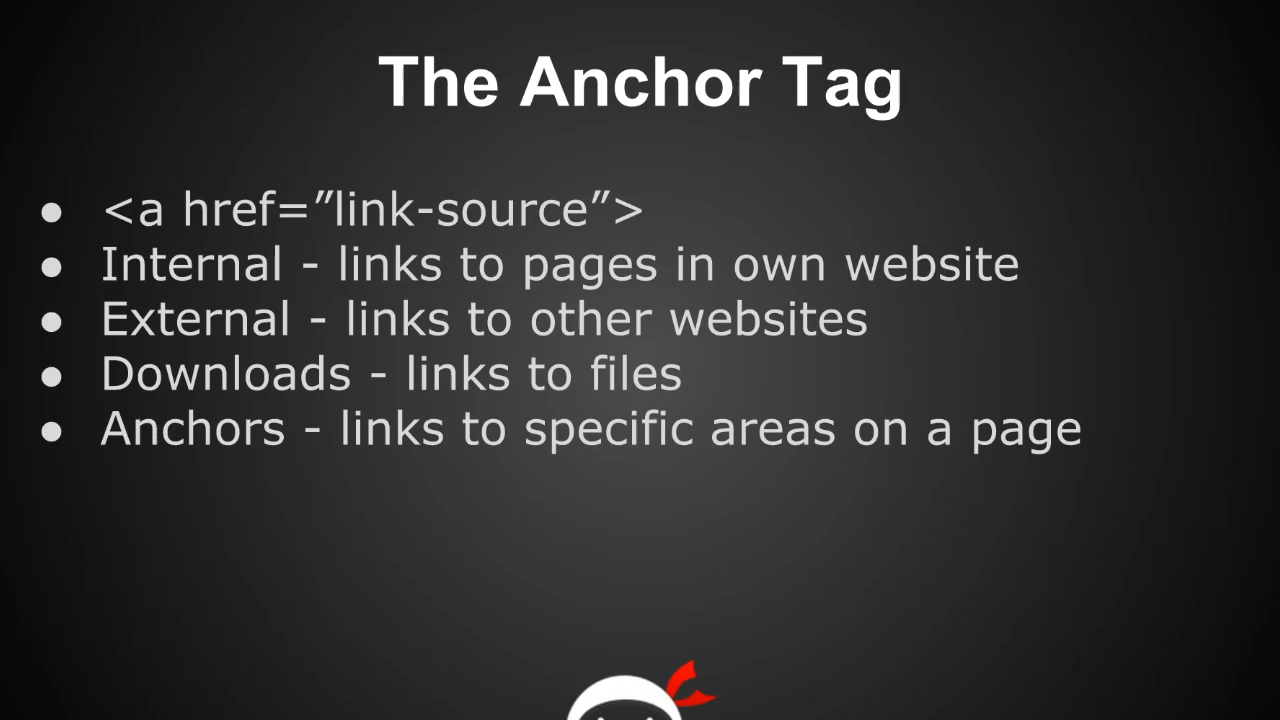 The Anchor Tag
● <a href=”link-source”>
● Internal - links to pages in own website
● External - links to other websites
● Downloads - links to files
● Anchors - links to specific areas on a page